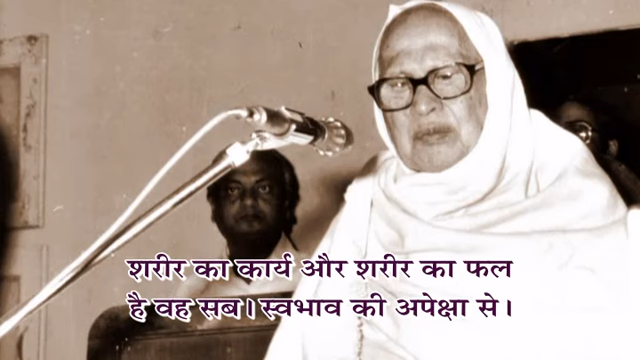 शरीर का कार्य और शरीर का फल
है वह सब। स्वभाव की अपेक्षा से।